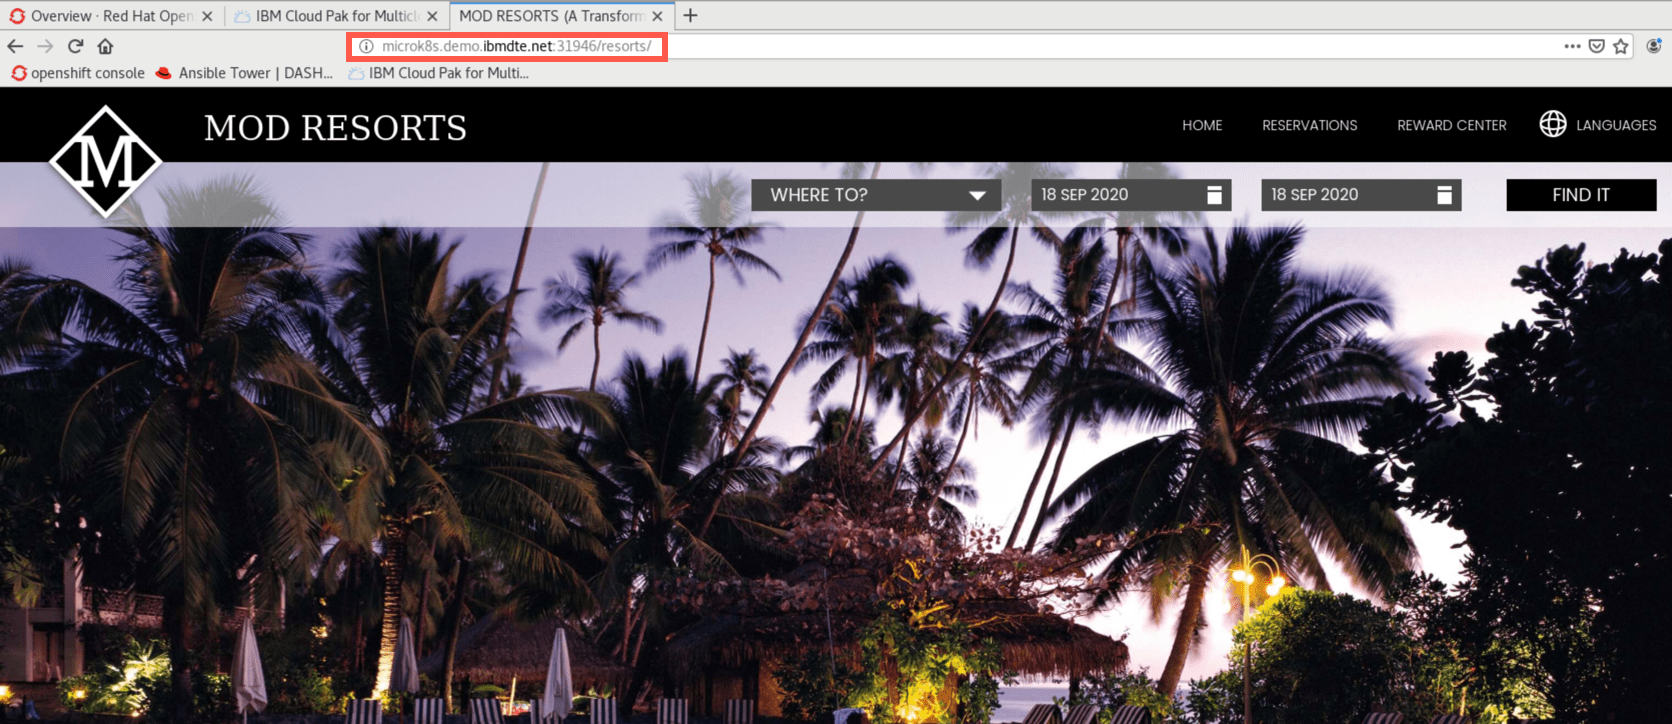 Overview · Red Hat Open
IBM Cloud Pak for Multicl
MOD RESORTS (A Transform
microk8s.demo.ibmdte.net:31946/resorts/
openshift console
Ansible Tower | DASH...
IBM Cloud Pak for Multi...
M
MOD RESORTS
HOME
RESERVATIONS
REWARD CENTER
LANGUAGES
WHERE TO?
18 SEP 2020
18 SEP 2020
FIND IT